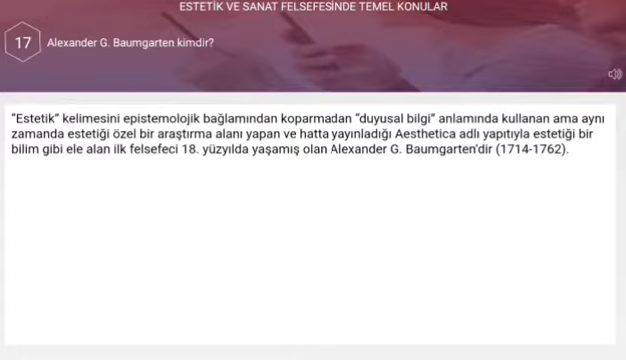 ESTETİK VE SANAT FELSEFESİNDE TEMEL KONULAR
17
Alexander G. Baumgarten kimdir?
"Estetik" kelimesini epistemolojik bağlamından koparmadan "duyusal bilgi" anlamında kullanan ama aynı
zamanda estetiği özel bir araştırma alanı yapan ve hatta yayınladığı Aesthetica adlı yapıtıyla estetiği bir
bilim gibi ele alan ilk felsefeci 18. yüzyılda yaşamış olan Alexander G. Baumgarten'dir (1714-1762).